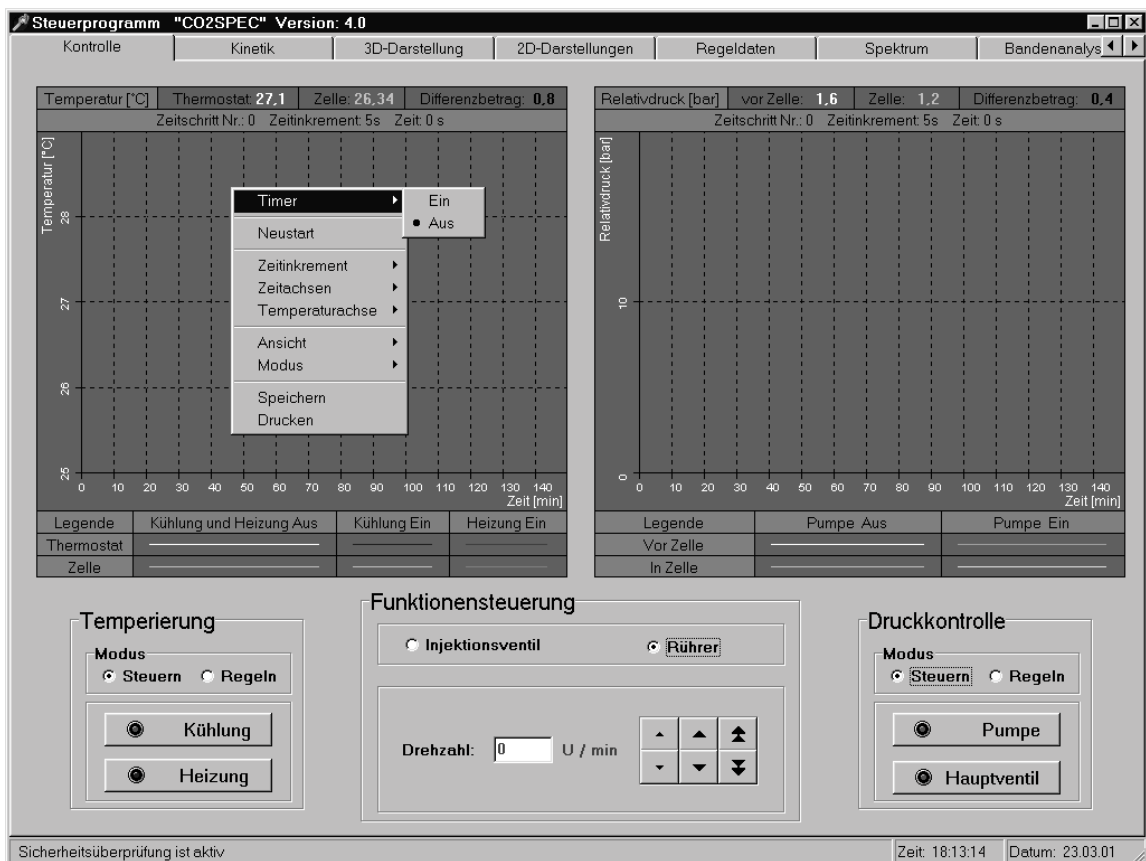 Steuerprogramm "CO2SPEC" Version: 4.0
Kontrolle Kinetik 3D-Darstellung 2D-Darstellungen Regeldaten Spektrum Bandenanalys
Temperatur [°C] Thermostat: 27,1 Zelle: 26,34 Differenzbetrag: 0,8
Zeitschritt Nr.: 0 Zeitinkrement: 5s Zeit: 0 s
Temperatur [°C]
28
27
26
25
0 10 20 30 40 50 60 70 80 90 100 110 120 130 140
Zeit [min]
Timer
Neustart
Zeitinkrement
Zeitachsen
Temperaturachse
Ansicht
Modus
Speichern
Drucken
Ein
Aus
Legende Kühlung und Heizung Aus Kühlung Ein Heizung Ein
Thermostat
Zelle
Relativdruck [bar] vor Zelle: 1,6 Zelle: 1,2 Differenzbetrag: 0,4
Zeitschritt Nr.: 0 Zeitinkrement: 5s Zeit: 0 s
Relativdruck [bar]
10
0
0 10 20 30 40 50 60 70 80 90 100 110 120 130 140
Zeit [min]
Legende Pumpe Aus Pumpe Ein
Vor Zelle
In Zelle
Temperierung
Modus
Steuern Regeln
Kühlung
Heizung
Funktionensteuerung
Injektionsventil Rührer
Drehzahl: 0 U / min
Druckkontrolle
Modus
Steuern Regeln
Pumpe
Hauptventil
Sicherheitsüberprüfung ist aktiv Zeit: 18:13:14 Datum: 23.03.01